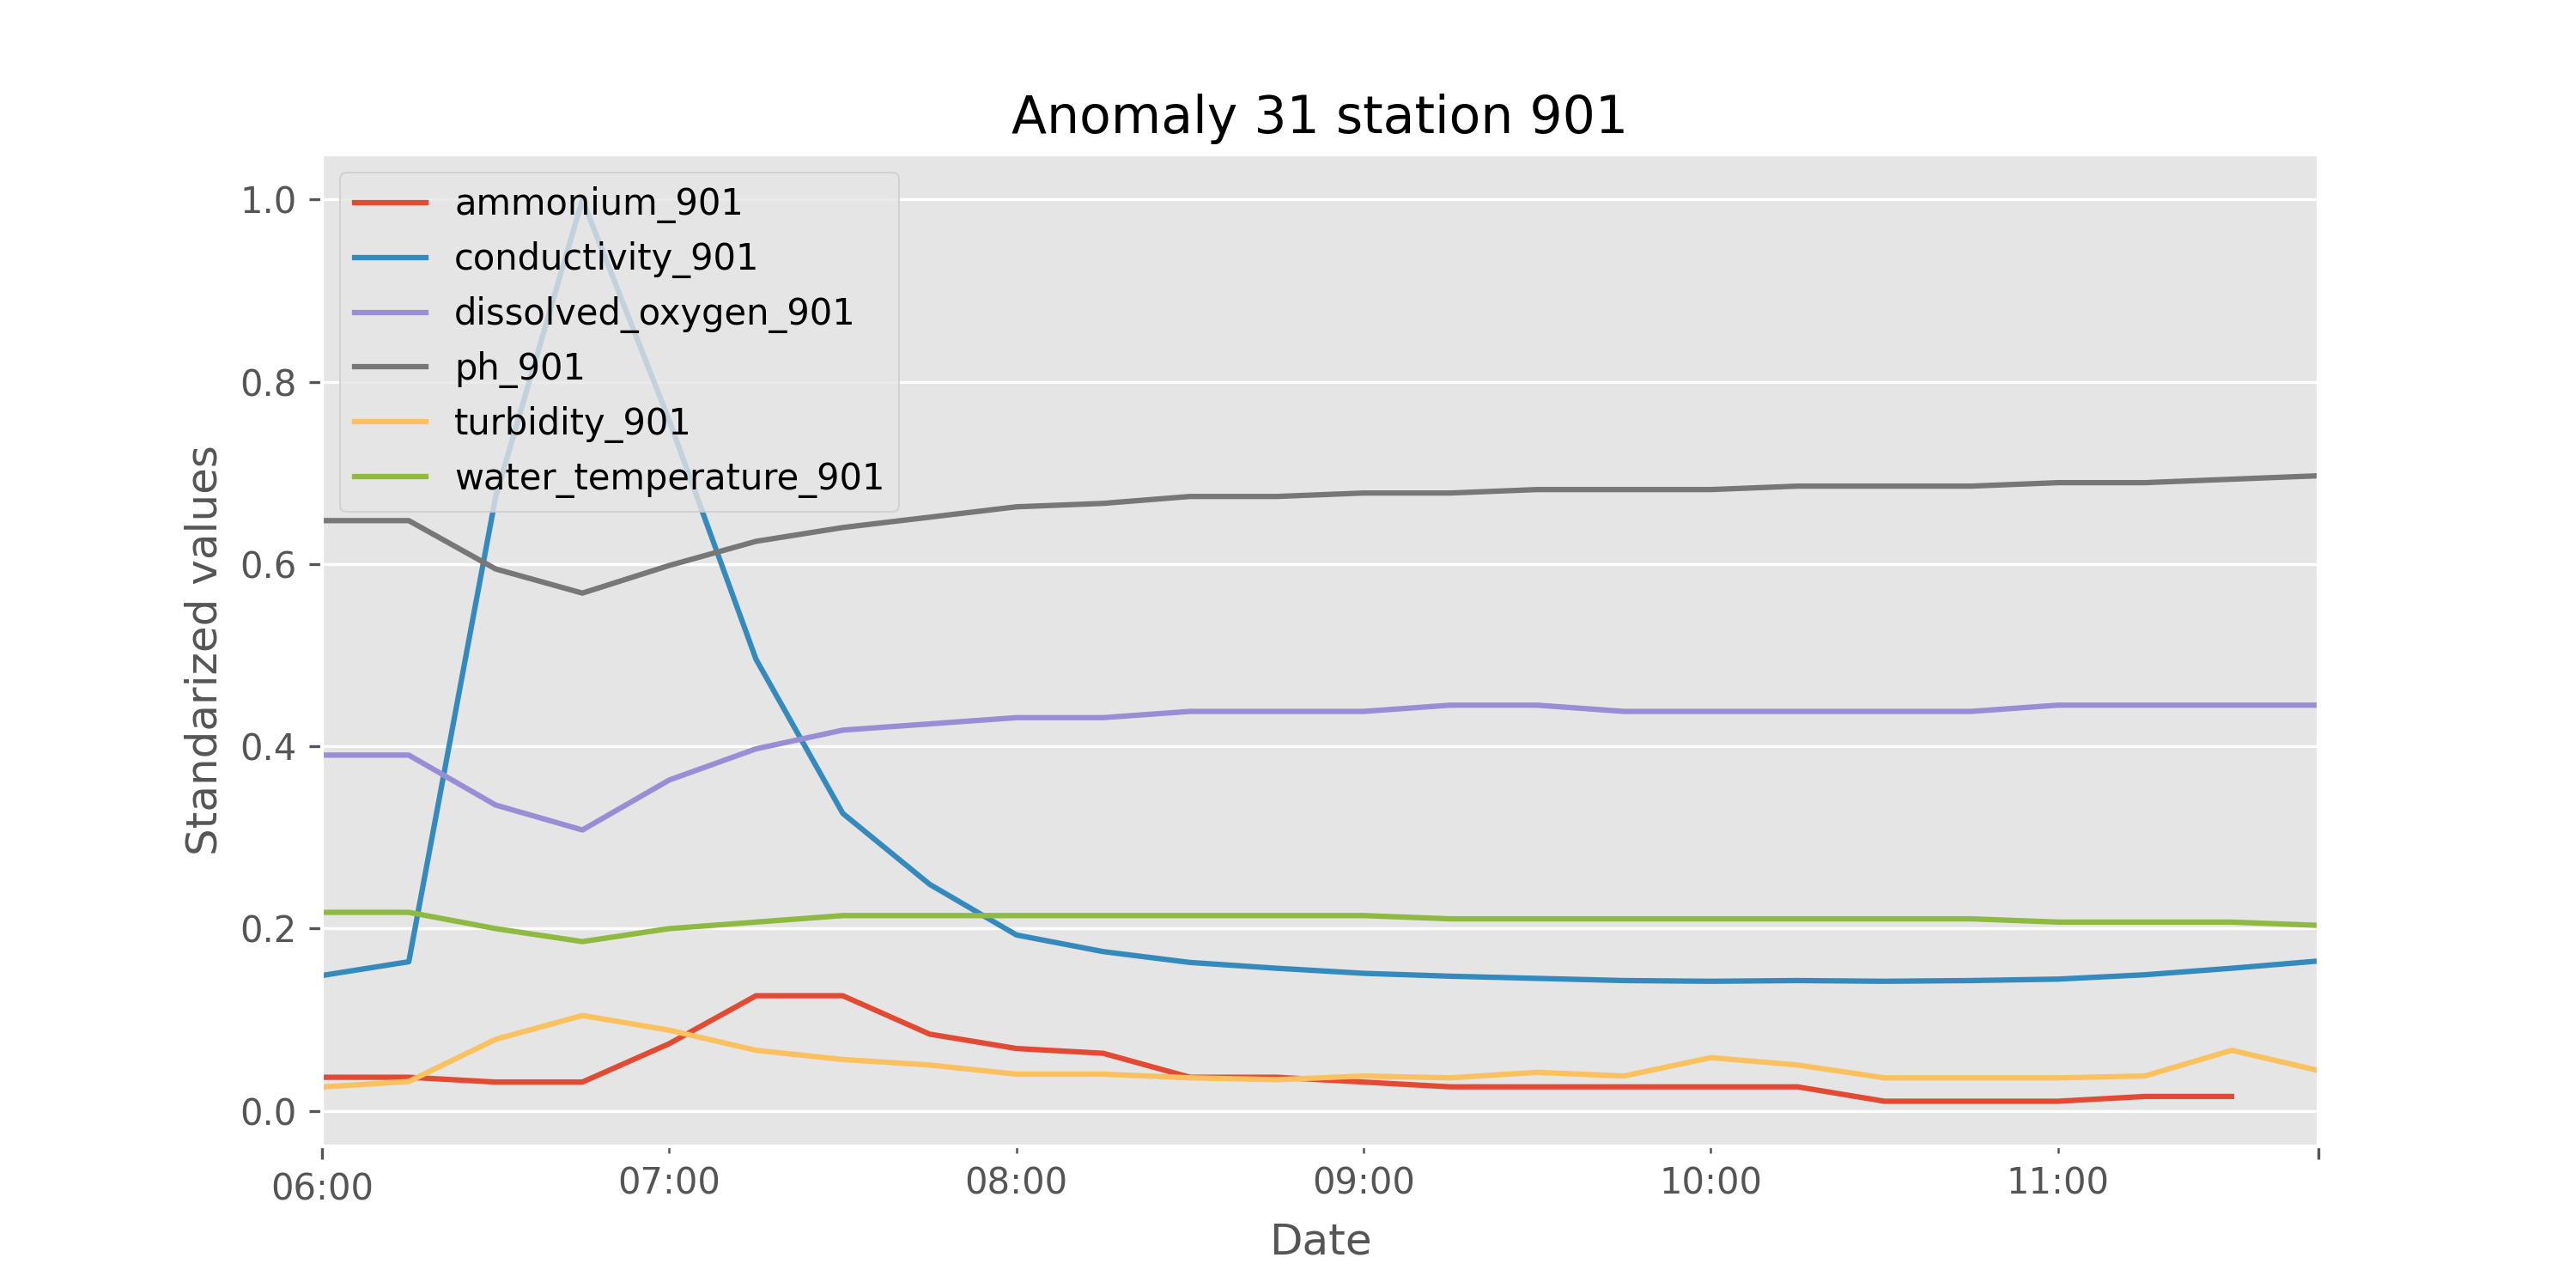 Anomaly 31 station 901
ammonium_901
conductivity_901
dissolved_oxygen_901
ph_901
turbidity_901
water_temperature_901
Standarized values
1.0
0.8
0.6
0.4
0.2
0.0
06:00 07:00 08:00 09:00 10:00 11:00
Date